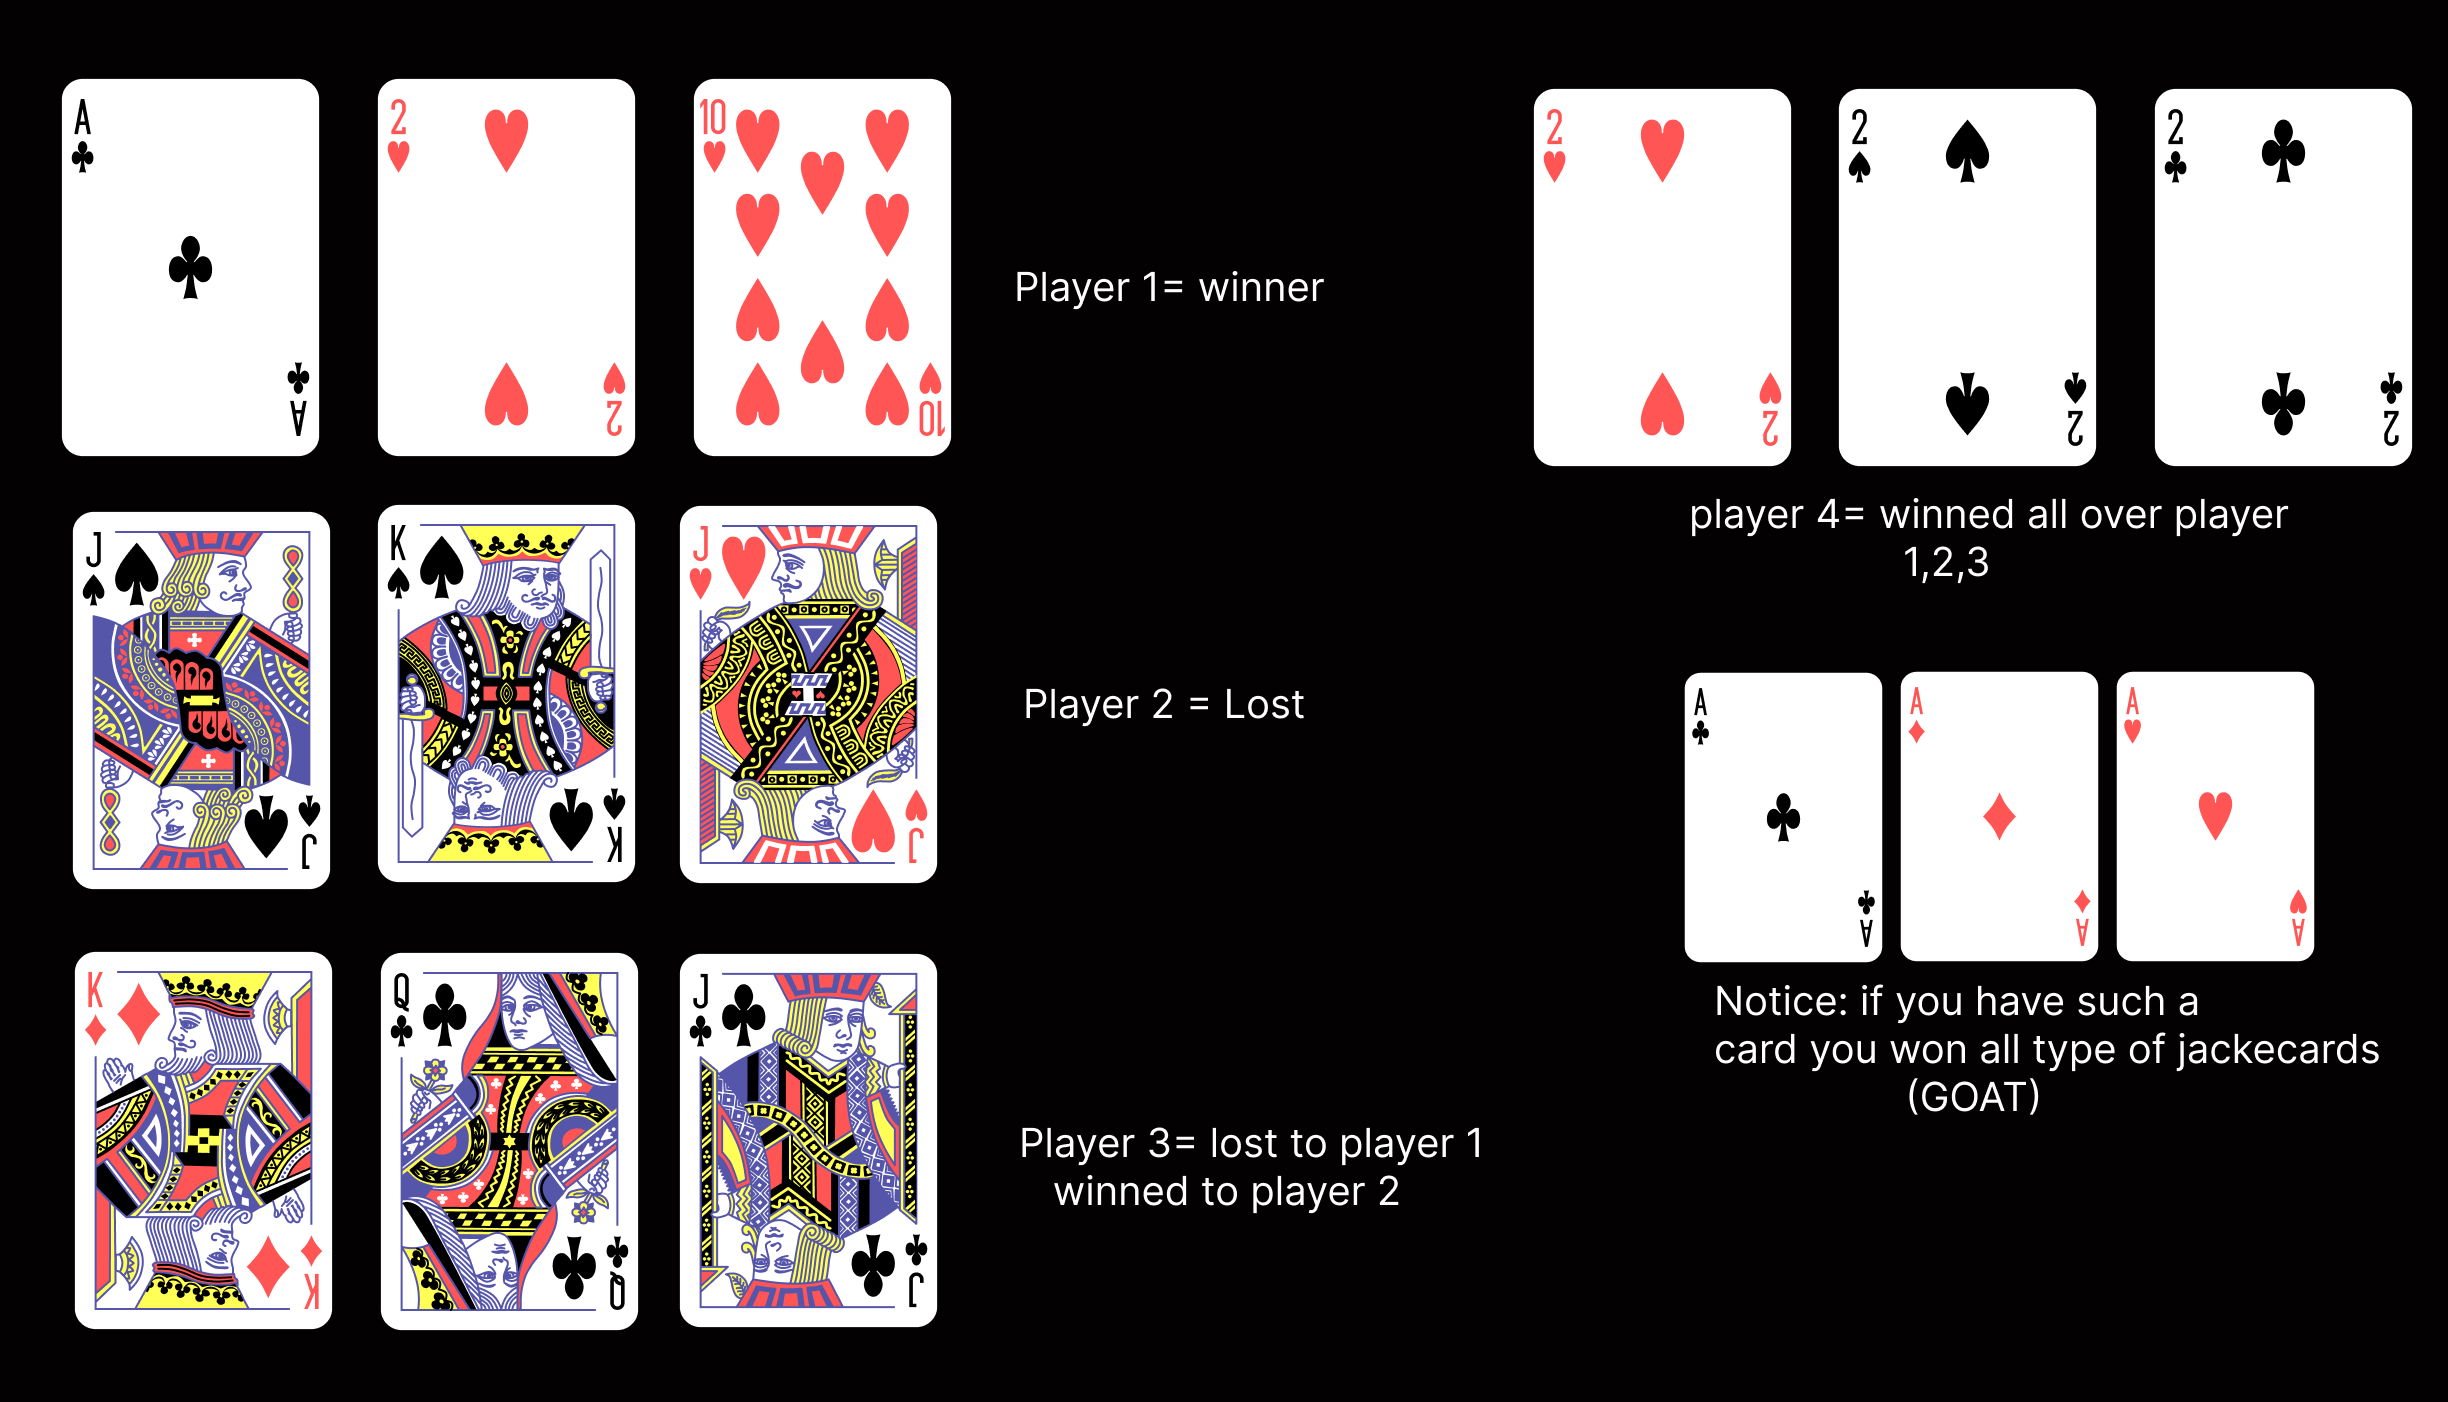 A
2
10
Player 1= winner
A
2
10
J
K
J
Player 2 = Lost
J
K
J
K
Q
J
Player 3= lost to player 1
winned to player 2
K
Q
J
2
2
2
2
2
2
player 4= winned all over player
1,2,3
A
A
A
A
A
A
Notice: if you have such a
card you won all type of jackecards
(GOAT)